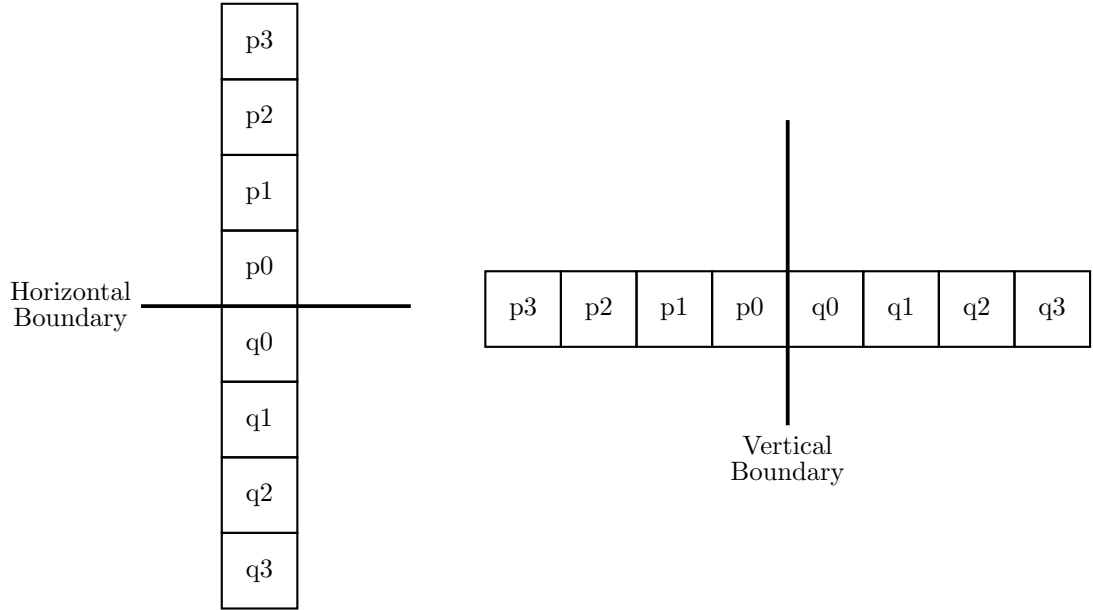 p3
p2
p1
p0
Horizontal
Boundary
q0
q1
q2
q3
p3 p2 p1 p0 q0 q1 q2 q3
Vertical
Boundary